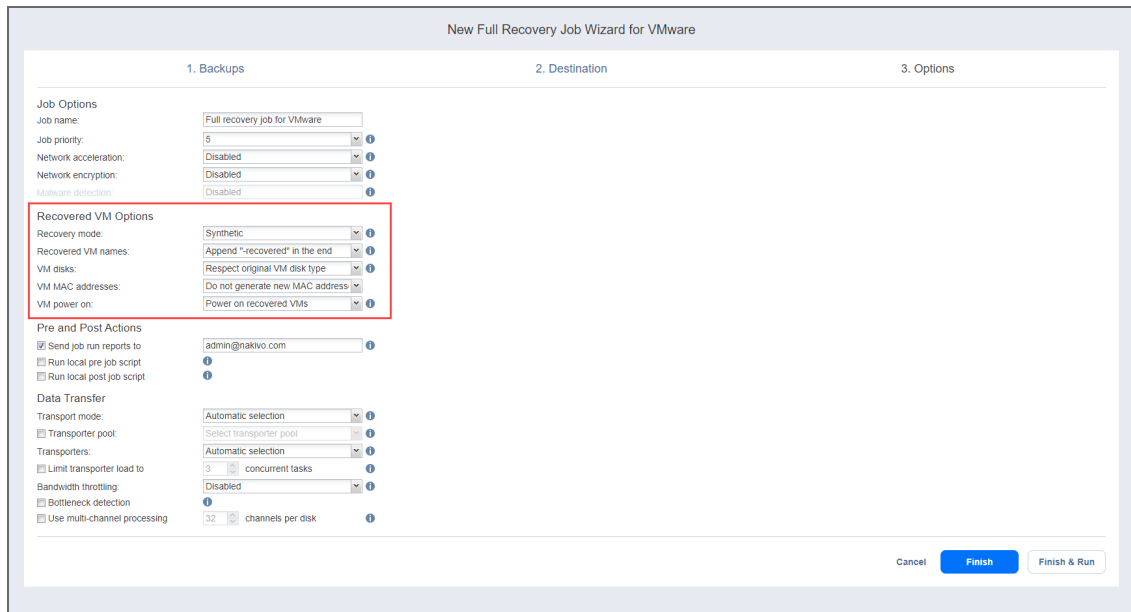 New Full Recovery Job Wizard for VMware
1. Backups 2. Destination 3. Options
Job Options
Job name: Full recovery job for VMware
Job priority: 5
Network acceleration: Disabled
Network encryption: Disabled
Malware detection: Disabled
Recovered VM Options
Recovery mode: Synthetic
Recovered VM names: Append "-recovered" in the end
VM disks: Respect original VM disk type
VM MAC addresses: Do not generate new MAC address
VM power on: Power on recovered VMs
Pre and Post Actions
Send job run reports to admin@nakivo.com
Run local pre job script
Run local post job script
Data Transfer
Transport mode: Automatic selection
Transporter pool: Select transporter pool
Transporters: Automatic selection
Limit transporter load to 3 concurrent tasks
Bandwidth throttling: Disabled
Bottleneck detection
Use multi-channel processing 32 channels per disk
Cancel Finish Finish & Run